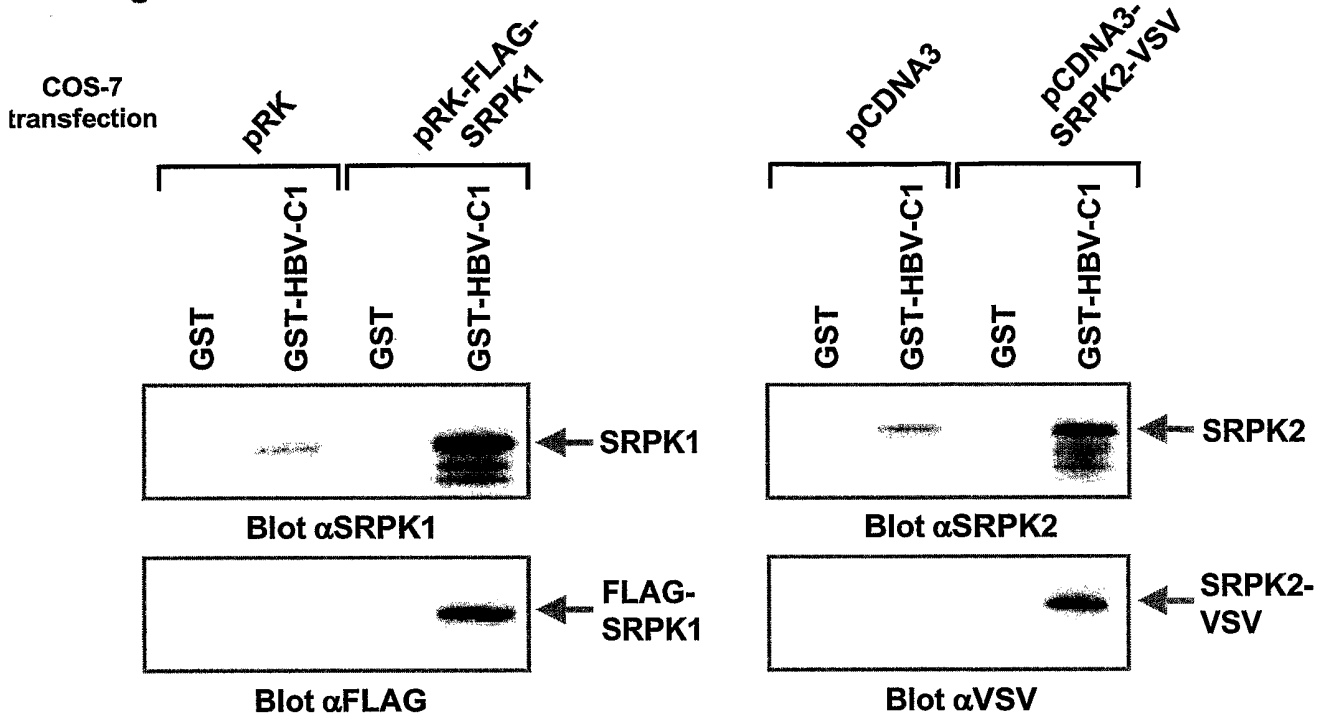 COS-7
transfection
pRK
pRK-FLAG-
SRPK1
pCDNA3
pCDNA3-
SRPK2-VSV
GST
GST-HBV-C1
GST
GST-HBV-C1
GST
GST-HBV-C1
GST
GST-HBV-C1
SRPK1
SRPK2
Blot αSRPK1
Blot αSRPK2
FLAG-
SRPK1
SRPK2-
VSV
Blot αFLAG
Blot αVSV